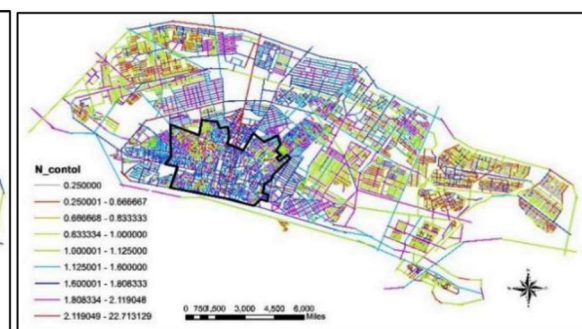 N_contol
0.250000
0.250001 - 0.666667
0.666668 - 0.833333
0.833334 - 1.000000
1.000001 - 1.125000
1.125001 - 1.600000
1.600001 - 1.808333
1.808334 - 2.119048
2.119049 - 22.713129
0 750 1,500 3,000 4,500 6,000
Miles